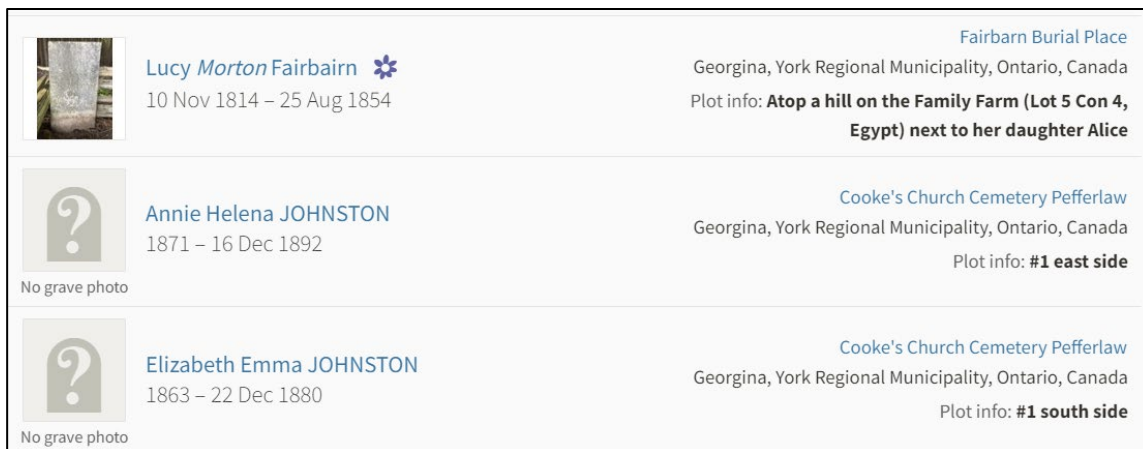 Lucy Morton Fairbairn
10 Nov 1814 – 25 Aug 1854
Fairbarn Burial Place
Georgina, York Regional Municipality, Ontario, Canada
Plot info: Atop a hill on the Family Farm (Lot 5 Con 4,
Egypt) next to her daughter Alice
Annie Helena JOHNSTON
1871 – 16 Dec 1892
No grave photo
Cooke's Church Cemetery Pefferlaw
Georgina, York Regional Municipality, Ontario, Canada
Plot info: #1 east side
Elizabeth Emma JOHNSTON
1863 – 22 Dec 1880
No grave photo
Cooke's Church Cemetery Pefferlaw
Georgina, York Regional Municipality, Ontario, Canada
Plot info: #1 south side